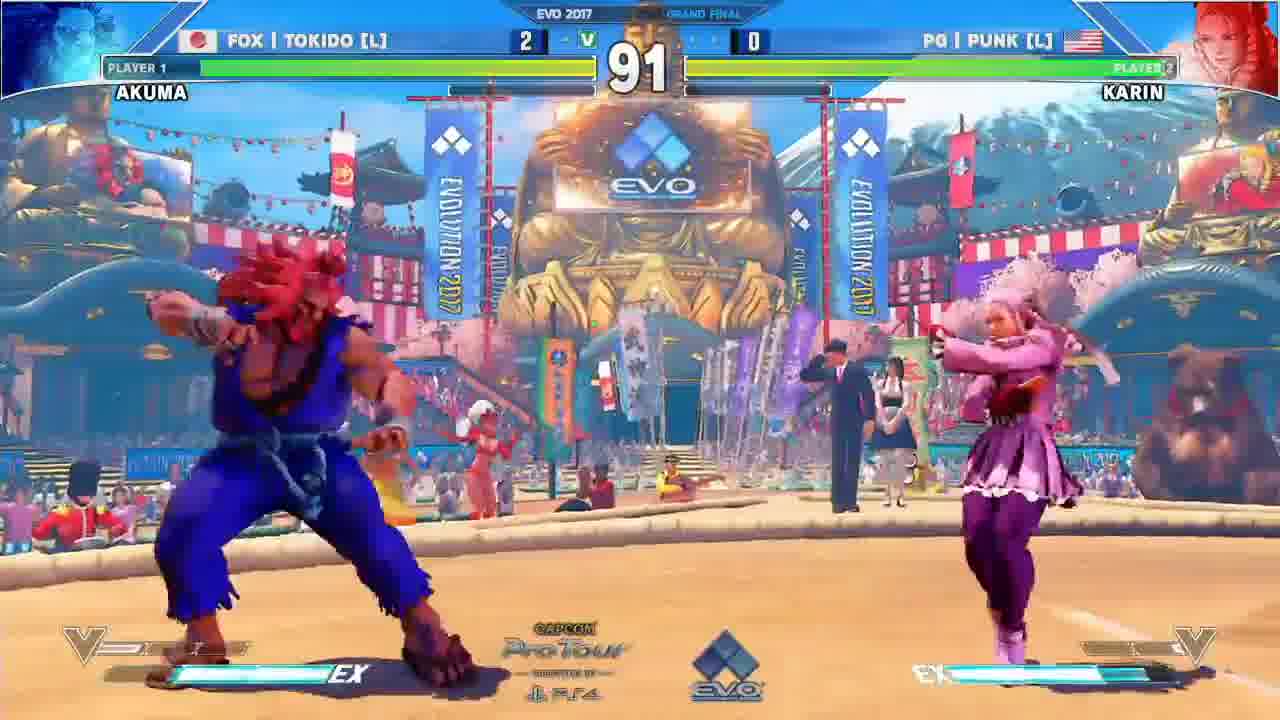 EVO 2017
GRAND FINAL
FOX | TOKIDO [L]
2
V
0
PG | PUNK [L]
PLAYER 1
91
PLAYER 2
AKUMA
KARIN
EVO
EVOLUTION 2017
EVOLUTION 2017
CAPCOM
Pro Tour
PS4
EVO
V
EX
EX
V